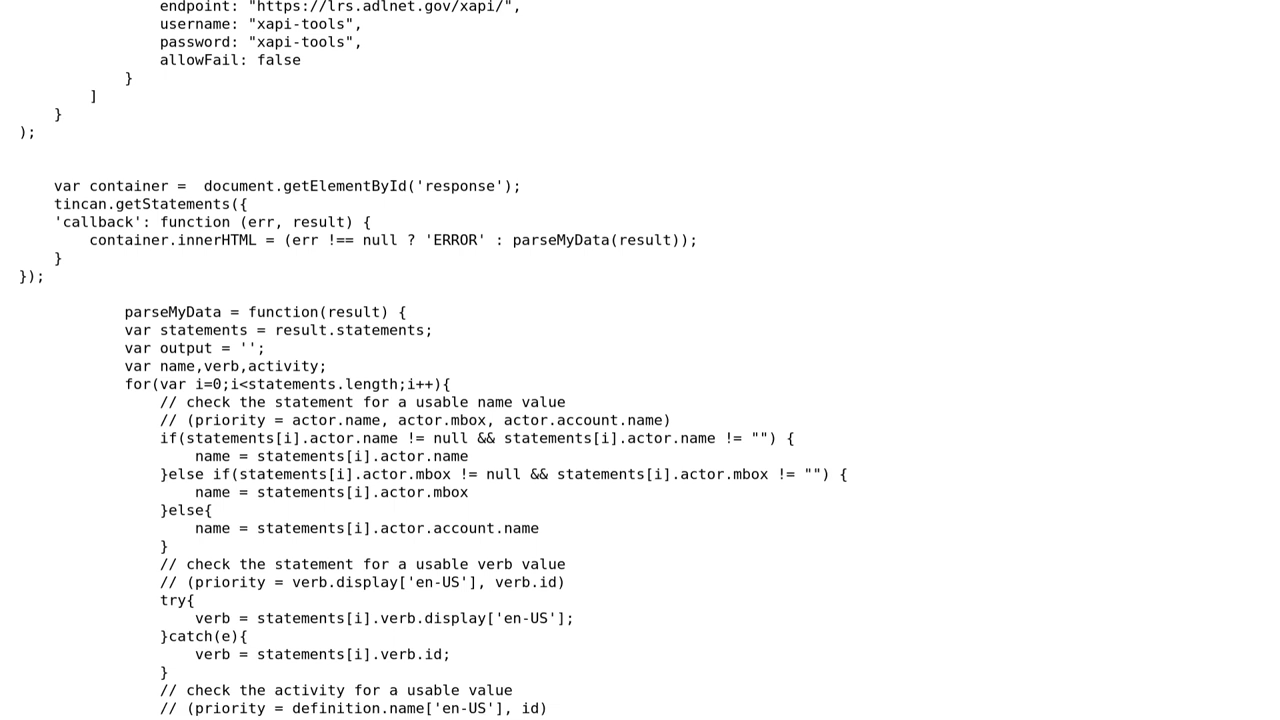 endpoint: "https://lrs.adlnet.gov/xapi/",
username: "xapi-tools",
password: "xapi-tools",
allowFail: false
}
]
}
);
var container =  document.getElementById('response');
tincan.getStatements({
'callback': function (err, result) {
container.innerHTML = (err !== null ? 'ERROR' : parseMyData(result));
}
});
parseMyData = function(result) {
var statements = result.statements;
var output = '';
var name,verb,activity;
for(var i=0;i<statements.length;i++){
// check the statement for a usable name value
// (priority = actor.name, actor.mbox, actor.account.name)
if(statements[i].actor.name != null && statements[i].actor.name != "") {
name = statements[i].actor.name
}else if(statements[i].actor.mbox != null && statements[i].actor.mbox != "") {
name = statements[i].actor.mbox
}else{
name = statements[i].actor.account.name
}
// check the statement for a usable verb value
// (priority = verb.display['en-US'], verb.id)
try{
verb = statements[i].verb.display['en-US'];
}catch(e){
verb = statements[i].verb.id;
}
// check the activity for a usable value
// (priority = definition.name['en-US'], id)